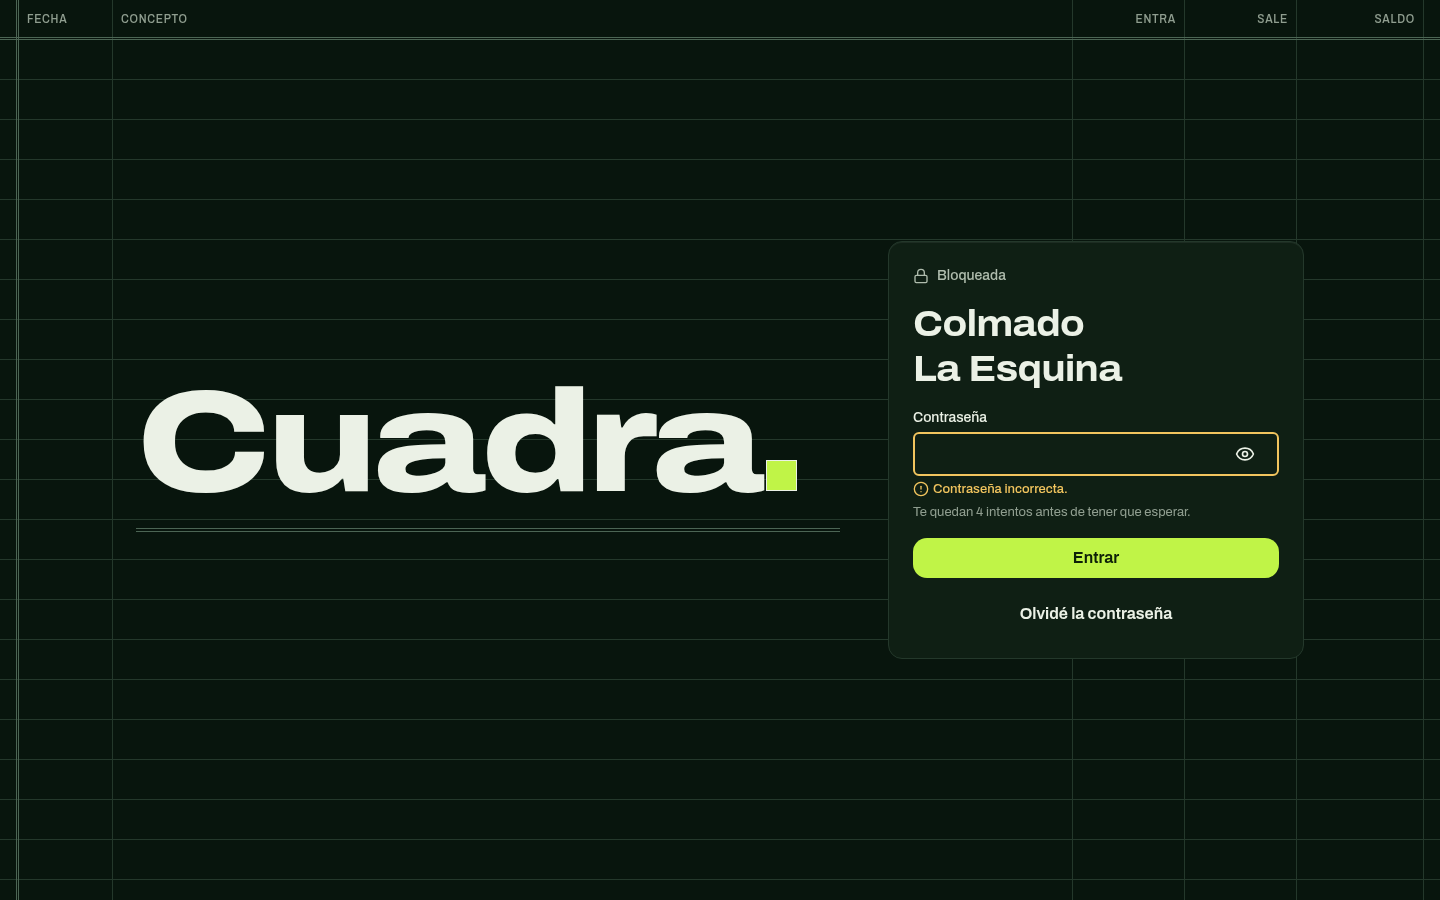 FECHA CONCEPTO ENTRA SALE SALDO
Cuadra.
Bloqueada
Colmado
La Esquina
Contraseña
Contraseña incorrecta.
Te quedan 4 intentos antes de tener que esperar.
Entrar
Olvidé la contraseña